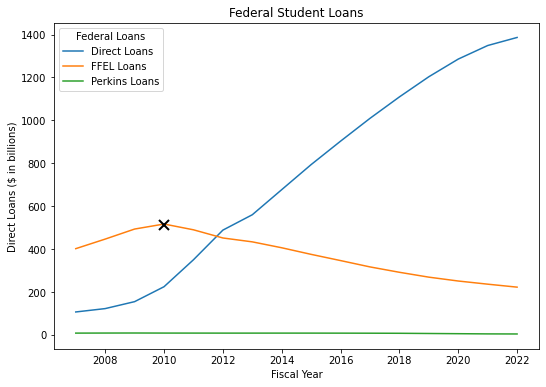 Federal Student Loans
Federal Loans
Direct Loans
FFEL Loans
Perkins Loans
Direct Loans ($ in billions)
1400
1200
1000
800
600
400
200
0
2008 2010 2012 2014 2016 2018 2020 2022
Fiscal Year